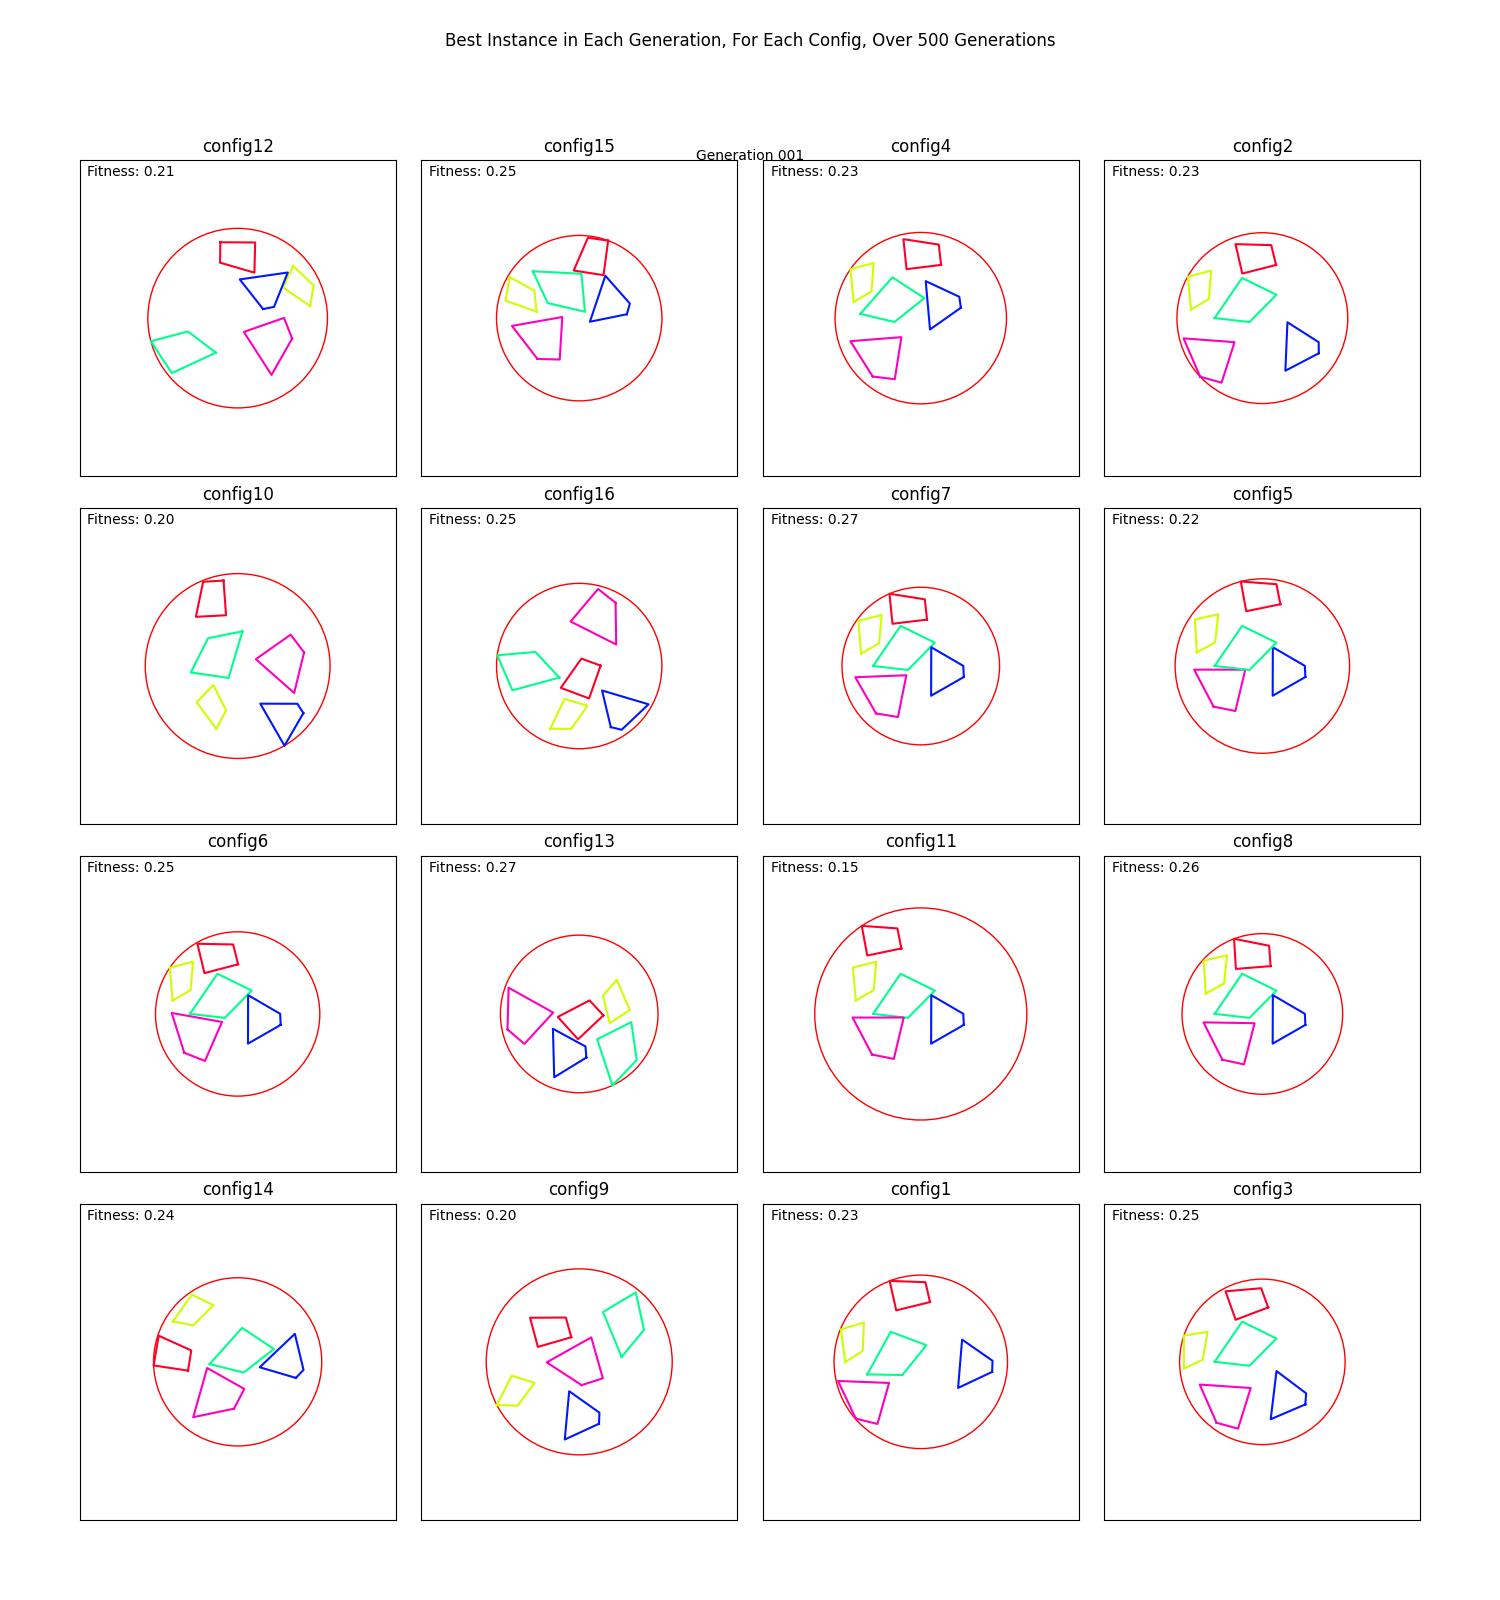 Best Instance in Each Generation, For Each Config, Over 500 Generations
Generation 001
config12
Fitness: 0.21
config15
Fitness: 0.25
config4
Fitness: 0.23
config2
Fitness: 0.23
config10
Fitness: 0.20
config16
Fitness: 0.25
config7
Fitness: 0.27
config5
Fitness: 0.22
config6
Fitness: 0.25
config13
Fitness: 0.27
config11
Fitness: 0.15
config8
Fitness: 0.26
config14
Fitness: 0.24
config9
Fitness: 0.20
config1
Fitness: 0.23
config3
Fitness: 0.25